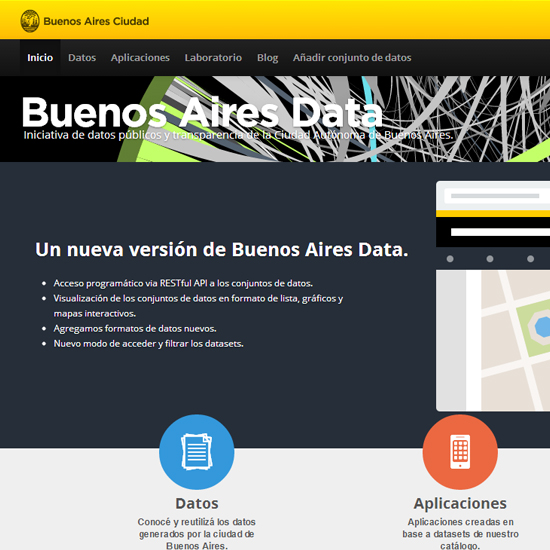 Buenos Aires Ciudad
Inicio Datos Aplicaciones Laboratorio Blog Añadir conjunto de datos
Buenos Aires Data
Iniciativa de datos públicos y transparencia de la Ciudad Autónoma de Buenos Aires.
Un nueva versión de Buenos Aires Data.
Acceso programático via RESTful API a los conjuntos de datos.
Visualización de los conjuntos de datos en formato de lista, gráficos y
mapas interactivos.
Agregamos formatos de datos nuevos.
Nuevo modo de acceder y filtrar los datasets.
Datos
Conocé y reutilizá los datos
generados por la ciudad de
Buenos Aires.
Aplicaciones
Aplicaciones creadas en
base a datasets de nuestro
catálogo.